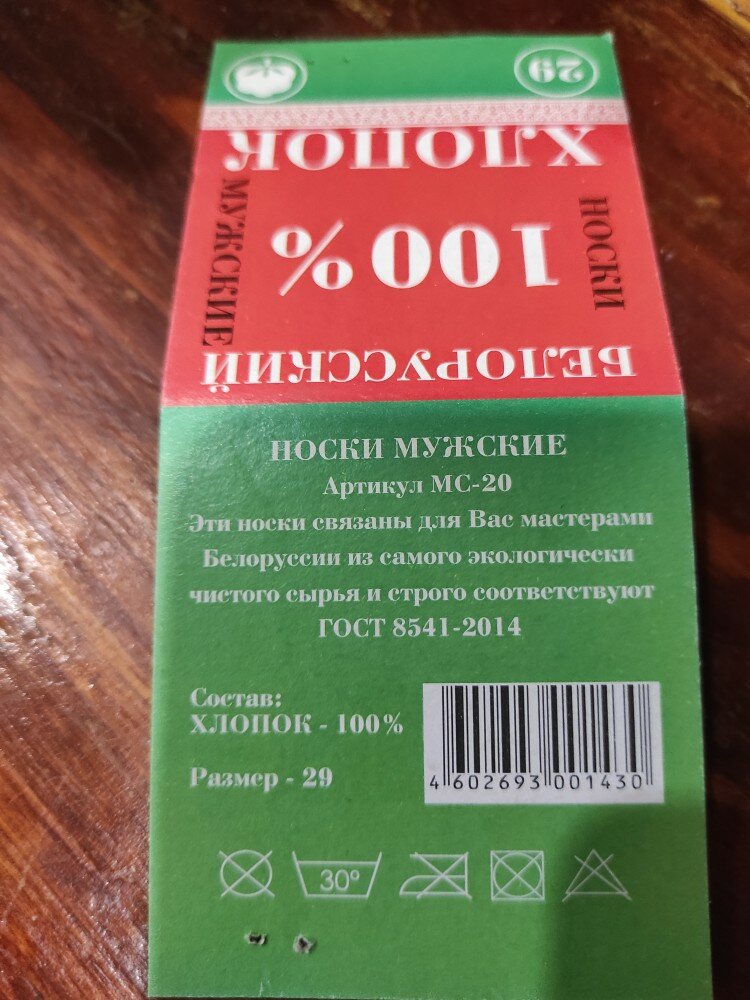 29
ХЛОПОК
100%
НОСКИ
МУЖСКИЕ
БЕЛОРУССКИЙ
НОСКИ МУЖСКИЕ
Артикул МС-20
Эти носки связаны для Вас мастерами
Белоруссии из самого экологически
чистого сырья и строго соответствуют
ГОСТ 8541-2014
Состав:
ХЛОПОК - 100%
Размер - 29
4 602693 001430
30°